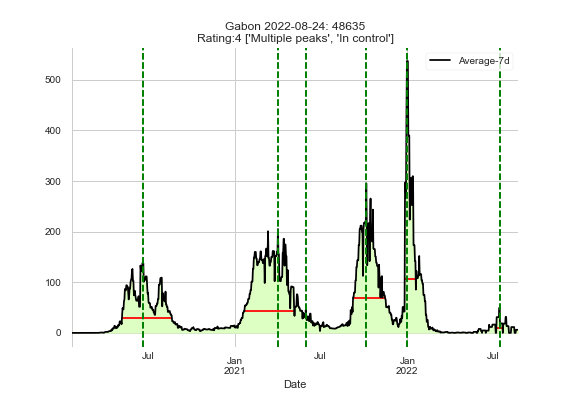 Gabon 2022-08-24: 48635
Rating:4 ['Multiple peaks', 'In control']
Average-7d
500
400
300
200
100
0
Jul
Jan
2021
Jul
Jan
2022
Jul
Date